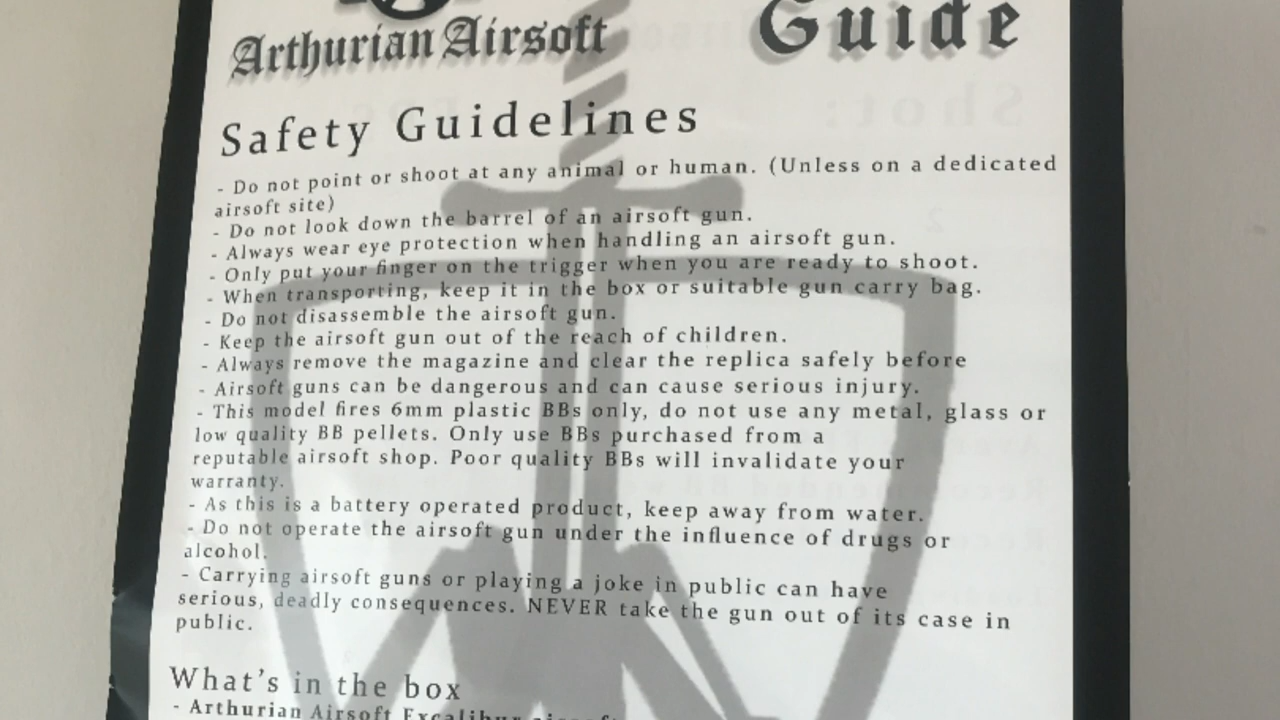 Arthurian Airsoft
Guide
Safety Guidelines
- Do not point or shoot at any animal or human. (Unless on a dedicated
airsoft site)
- Do not look down the barrel of an airsoft gun.
- Always wear eye protection when handling an airsoft gun.
- Only put your finger on the trigger when you are ready to shoot.
- When transporting, keep it in the box or suitable gun carry bag.
- Do not disassemble the airsoft gun.
- Keep the airsoft gun out of the reach of children.
- Always remove the magazine and clear the replica safely before
- Airsoft guns can be dangerous and can cause serious injury.
- This model fires 6mm plastic BBs only, do not use any metal, glass or
low quality BB pellets. Only use BBs purchased from a
reputable airsoft shop. Poor quality BBs will invalidate your
warranty.
- As this is a battery operated product, keep away from water.
- Do not operate the airsoft gun under the influence of drugs or
alcohol.
- Carrying airsoft guns or playing a joke in public can have
serious, deadly consequences. NEVER take the gun out of its case in
public.
What's in the box
- Arthurian Airsoft Excalibur airsoft